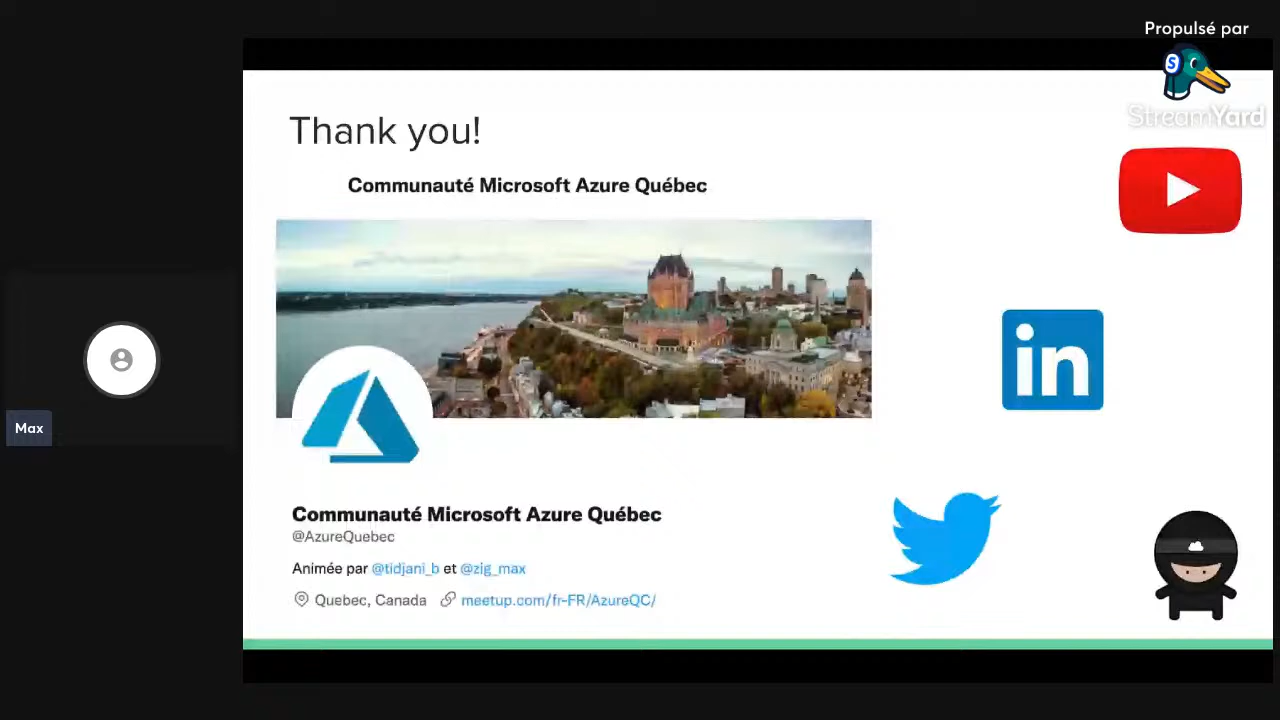 Propulsé par
StreamYard
Thank you!
Communauté Microsoft Azure Québec
in
Max
Communauté Microsoft Azure Québec
@AzureQuebec
Animée par @tidjani_b et @zig_max
Quebec, Canada meetup.com/fr-FR/AzureQC/